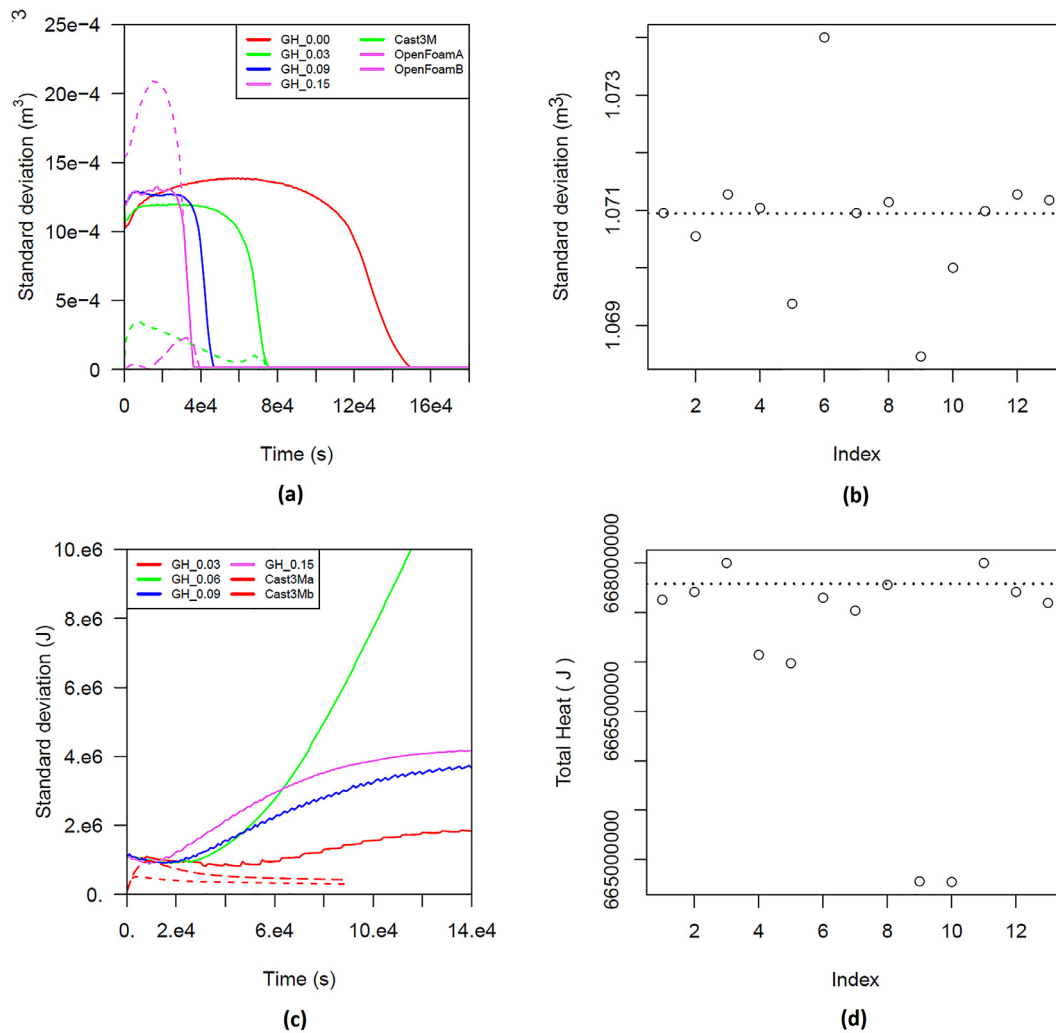 .3
25e-4
20e-4
15e-4
10e-4
5e-4
0
Standard deviation (m3)
GH_0.00
GH_0.03
GH_0.09
GH_0.15
Cast3M
OpenFoamA
OpenFoamB
0 4e4 8e4 12e4 16e4
Time (s)
(a)
1.073
1.071
1.069
Standard deviation (m3)
2 4 6 8 10 12
Index
(b)
10.e6
8.e6
6.e6
4.e6
2.e6
0.
Standard deviation (J)
GH_0.03
GH_0.06
GH_0.09
GH_0.15
Cast3Ma
Cast3Mb
0. 2.e4 6.e4 10.e4 14.e4
Time (s)
(c)
668000000
666500000
665000000
Total Heat ( J )
2 4 6 8 10 12
Index
(d)